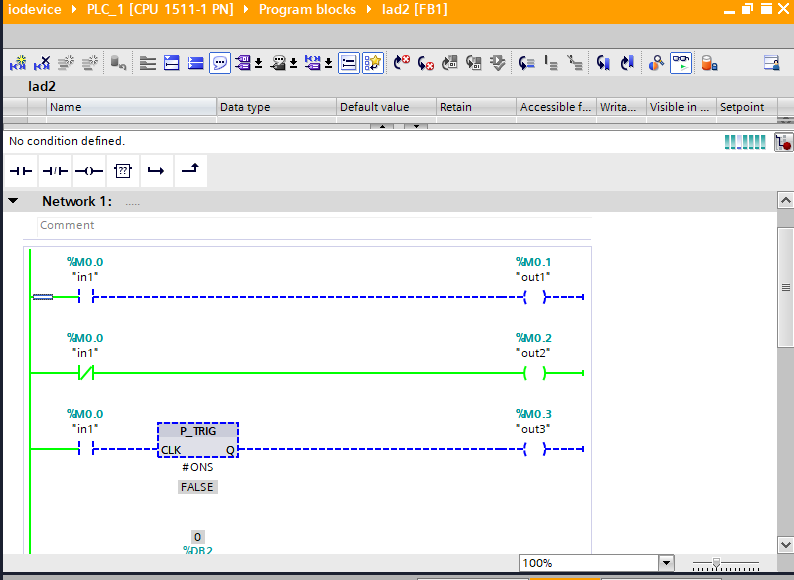 iodevice ▸ PLC_1 [CPU 1511-1 PN] ▸ Program blocks ▸ lad2 [FB1]
lad2
Name Data type Default value Retain Accessible f... Writa... Visible in ... Setpoint
No condition defined.
??
Network 1: .....
Comment
%M0.0 %M0.1
"in1" "out1"
%M0.0 %M0.2
"in1" "out2"
%M0.0 %M0.3
"in1" "out3"
P_TRIG
CLK Q
#ONS
FALSE
0
%DB2
100%